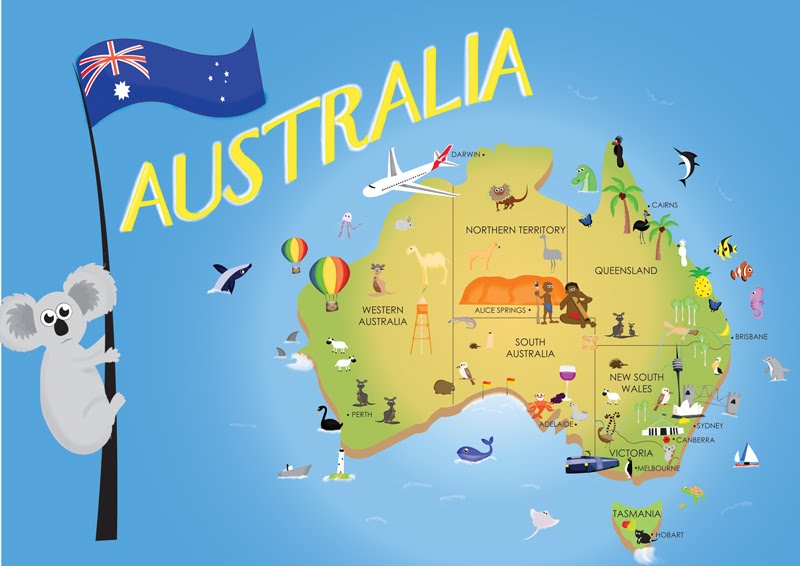 AUSTRALIA
DARWIN
CAIRNS
NORTHERN TERRITORY
QUEENSLAND
WESTERN
AUSTRALIA
ALICE SPRINGS
SOUTH
AUSTRALIA
BRISBANE
NEW SOUTH
WALES
PERTH
ADELAIDE
SYDNEY
CANBERRA
VICTORIA
MELBOURNE
TASMANIA
HOBART